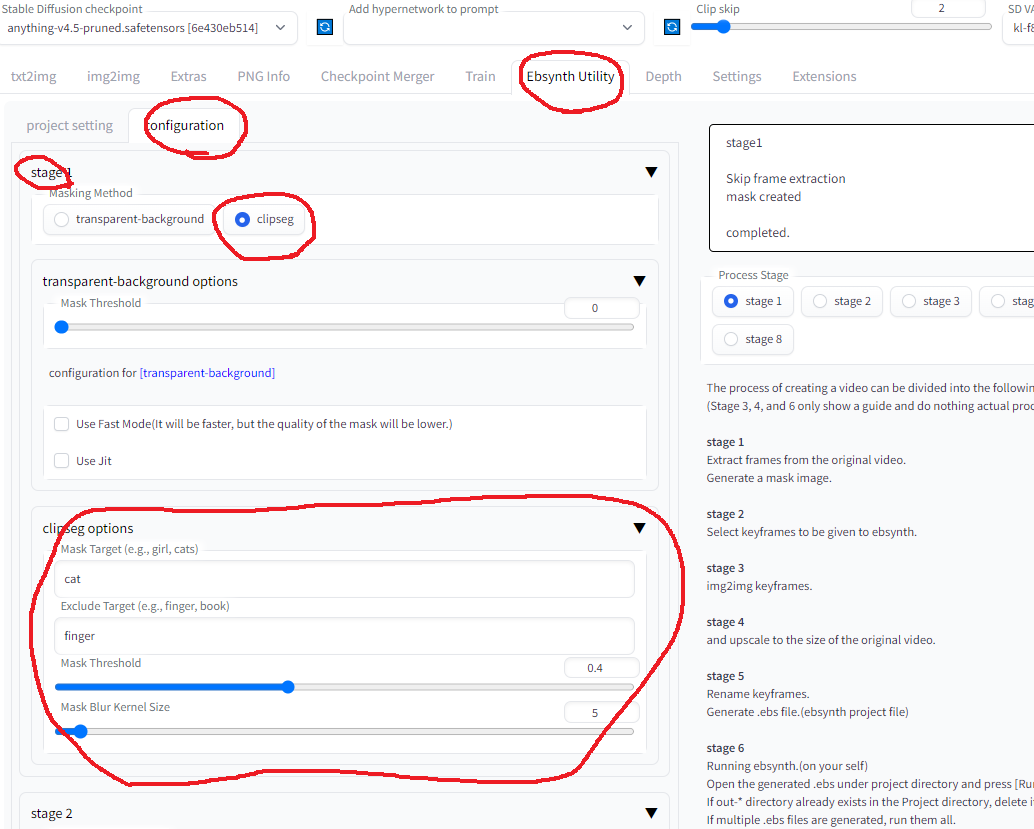 Stable Diffusion checkpoint
anything-v4.5-pruned.safetensors [6e430eb514]
Add hypernetwork to prompt
Clip skip
2
SD VA
kl-f8
txt2img img2img Extras PNG Info Checkpoint Merger Train Ebsynth Utility Depth Settings Extensions
project setting configuration
stage 1
Masking Method
transparent-background clipseg
transparent-background options
Mask Threshold
0
configuration for [transparent-background]
Use Fast Mode(It will be faster, but the quality of the mask will be lower.)
Use Jit
clipseg options
Mask Target (e.g., girl, cats)
cat
Exclude Target (e.g., finger, book)
finger
Mask Threshold
0.4
Mask Blur Kernel Size
5
stage 2
stage1
Skip frame extraction
mask created
completed.
Process Stage
stage 1 stage 2 stage 3 stag
stage 8
The process of creating a video can be divided into the followin
(Stage 3, 4, and 6 only show a guide and do nothing actual proc
stage 1
Extract frames from the original video.
Generate a mask image.
stage 2
Select keyframes to be given to ebsynth.
stage 3
img2img keyframes.
stage 4
and upscale to the size of the original video.
stage 5
Rename keyframes.
Generate .ebs file.(ebsynth project file)
stage 6
Running ebsynth.(on your self)
Open the generated .ebs under project directory and press [Ru
If out-* directory already exists in the Project directory, delete i
If multiple .ebs files are generated, run them all.